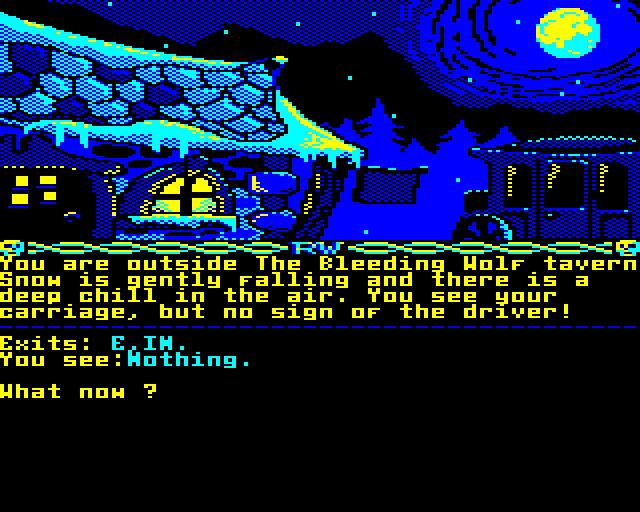 RW
You are outside The Bleeding Wolf tavern
Snow is gently falling and there is a
deep chill in the air. You see your
carriage, but no sign of the driver!
Exits: E,IN.
You see:Nothing.
What now ?